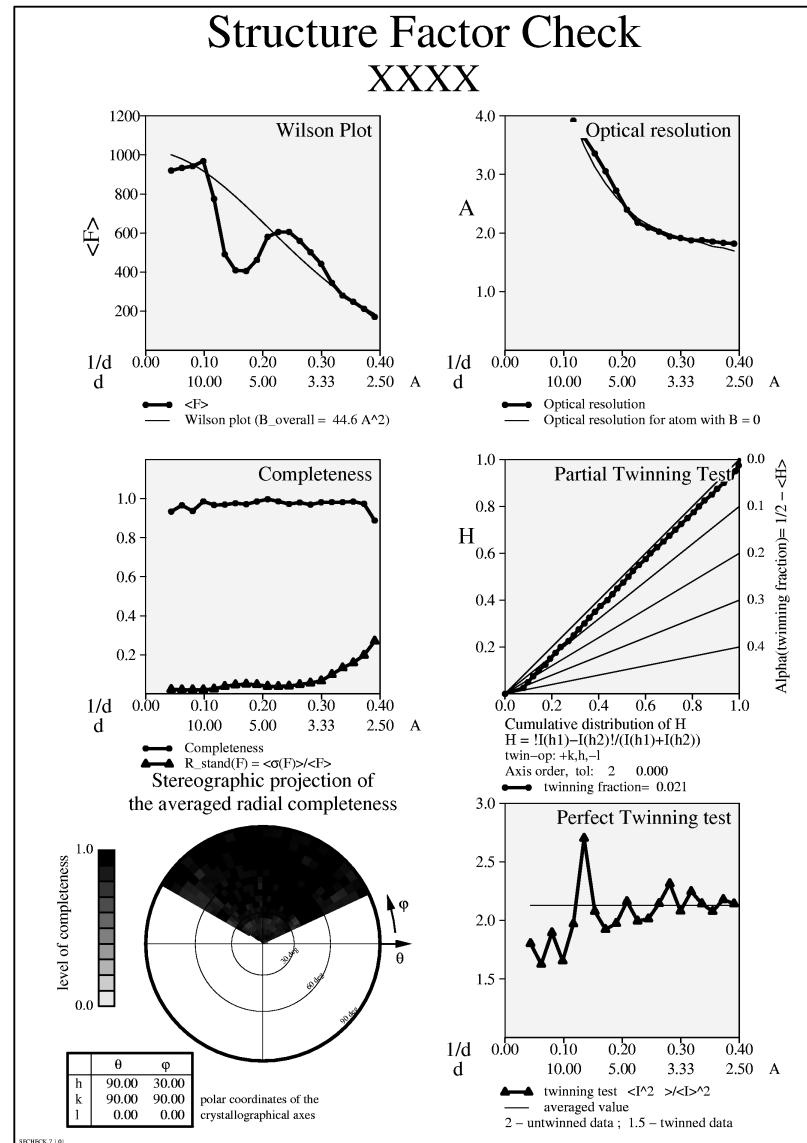 Structure Factor Check
XXXX
Wilson Plot
1200
1000
800
600
400
200
<F>
1/d 0.00 0.10 0.20 0.30 0.40
d 10.00 5.00 3.33 2.50 A
<F>
Wilson plot (B_overall = 44.6 A^2)
Optical resolution
4.0
3.0
2.0
1.0
A
1/d 0.00 0.10 0.20 0.30 0.40
d 10.00 5.00 3.33 2.50 A
Optical resolution
Optical resolution for atom with B = 0
Completeness
1.0
0.8
0.6
0.4
0.2
1/d 0.00 0.10 0.20 0.30 0.40
d 10.00 5.00 3.33 2.50 A
Completeness
R_stand(F) = <σ(F)>/<F>
Partial Twinning Test
1.0
0.8
0.6
0.4
0.2
H
0.0
0.1
0.2
0.3
0.4
Alpha(twinning fraction)= 1/2 − <H>
0.0 0.2 0.4 0.6 0.8 1.0
Cumulative distribution of H
H = !I(h1)−I(h2)!/(I(h1)+I(h2))
twin−op: +k,h,−l
Axis order, tol: 2 0.000
twinning fraction= 0.021
Stereographic projection of
the averaged radial completeness
1.0
0.0
level of completeness
φ
θ
30 deg
60 deg
90 deg
θ φ
h 90.00 30.00
k 90.00 90.00
l 0.00 0.00
polar coordinates of the
crystallographical axes
Perfect Twinning test
3.0
2.5
2.0
1.5
1/d 0.00 0.10 0.20 0.30 0.40
d 10.00 5.00 3.33 2.50 A
twinning test <I^2 >/<I>^2
averaged value
2 − untwinned data ; 1.5 − twinned data